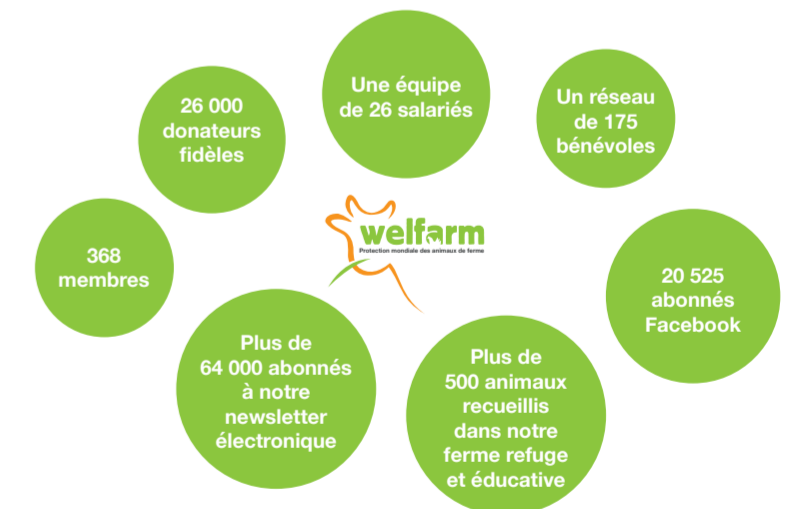 Une équipe
de 26 salariés
26 000
donateurs
fidèles
Un réseau
de 175
bénévoles
welfarm
Protection mondiale des animaux de ferme
368
membres
20 525
abonnés
Facebook
Plus de
64 000 abonnés
à notre
newsletter
électronique
Plus de
500 animaux
recueillis
dans notre
ferme refuge
et éducative